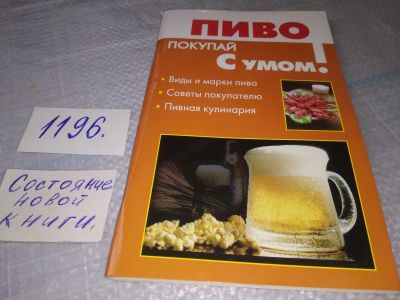 ПИВО
ПОКУПАЙ
С УМОМ!
• Виды и марки пива
• Советы покупателю
• Пивная кулинария
1196.
Состояние
новой
книги.